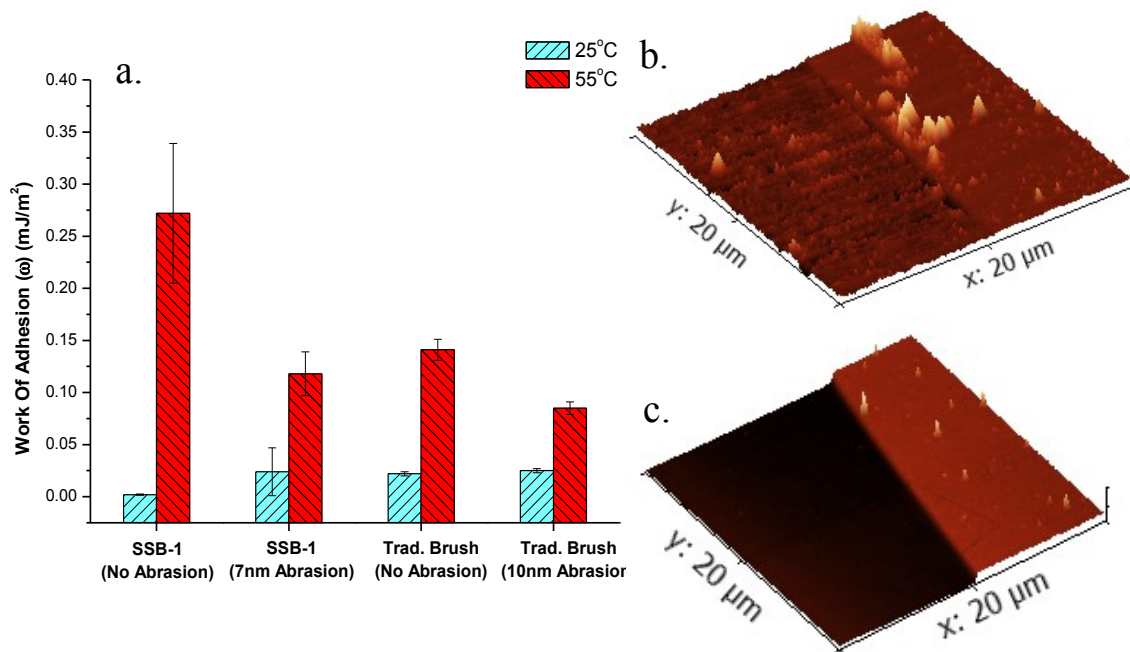 a.
25°C
55°C
0.40
0.35
0.30
0.25
0.20
0.15
0.10
0.05
0.00
Work Of Adhesion (ω) (mJ/m²)
SSB-1
(No Abrasion)
SSB-1
(7nm Abrasion)
Trad. Brush
(No Abrasion)
Trad. Brush
(10nm Abrasion
b.
y: 20 μm
x: 20 μm
c.
y: 20 μm
x: 20 μm